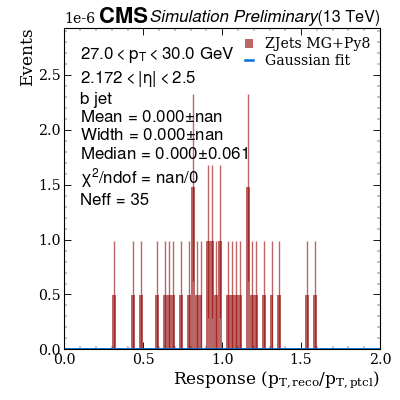 1e-6 CMS Simulation Preliminary (13 TeV)
Events
ZJets MG+Py8
Gaussian fit
27.0 < pT < 30.0 GeV
2.172 < |η| < 2.5
b jet
Mean = 0.000±nan
Width = 0.000±nan
Median = 0.000±0.061
χ²/ndof = nan/0
Neff = 35
2.5
2.0
1.5
1.0
0.5
0.0
0.0 0.5 1.0 1.5 2.0
Response (pT,reco/pT,ptcl)